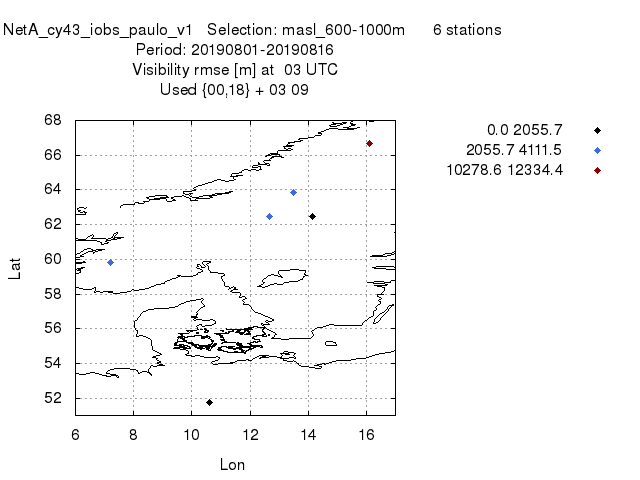 NetA_cy43_iobs_paulo_v1 Selection: masl_600-1000m 6 stations
Period: 20190801-20190816
Visibility rmse [m] at 03 UTC
Used {00,18} + 03 09
0.0 2055.7
2055.7 4111.5
10278.6 12334.4
68
66
64
62
60
58
56
54
52
Lat
6 8 10 12 14 16
Lon